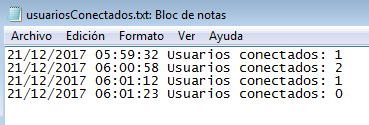 usuariosConectados.txt: Bloc de notas
Archivo Edición Formato Ver Ayuda
21/12/2017 05:59:32 Usuarios conectados: 1
21/12/2017 06:00:58 Usuarios conectados: 2
21/12/2017 06:01:12 Usuarios conectados: 1
21/12/2017 06:01:23 Usuarios conectados: 0